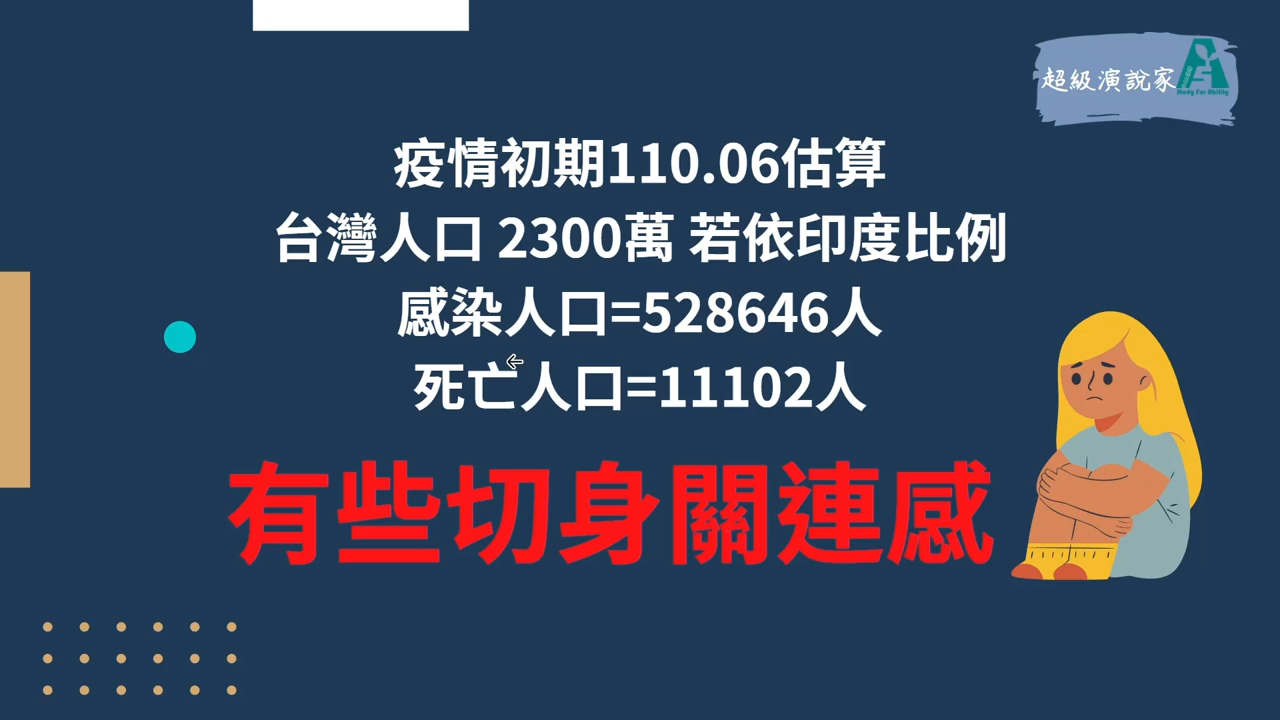 超級演說家
Study For Ability
疫情初期110.06估算
台灣人口 2300萬 若依印度比例
感染人口=528646人
死亡人口=11102人
有些切身關連感